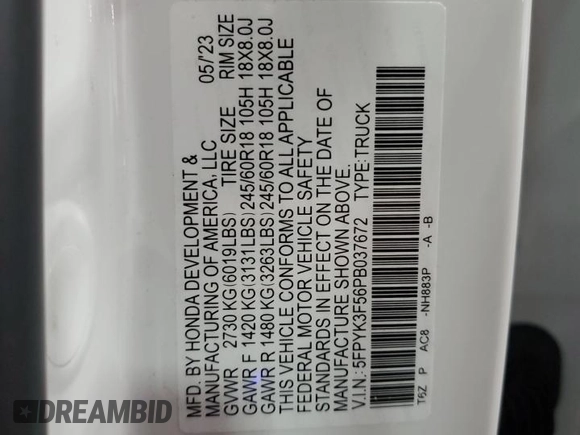 MFD. BY HONDA DEVELOPMENT &
MANUFACTURING OF AMERICA, LLC 05/'23
GVWR 2730 KG(6019LBS) TIRE SIZE RIM SIZE
GAWR F 1420 KG(3131LBS)245/60R18 105H 18X8.0J
GAWR R 1480 KG(3263LBS)245/60R18 105H 18X8.0J
THIS VEHICLE CONFORMS TO ALL APPLICABLE
FEDERAL MOTOR VEHICLE SAFETY
STANDARDS IN EFFECT ON THE DATE OF
MANUFACTURE SHOWN ABOVE.
V.I.N.: 5FPYK3F56PB037672 TYPE:TRUCK
T6Z P AC8 -NH883P -A -B
DREAMBID